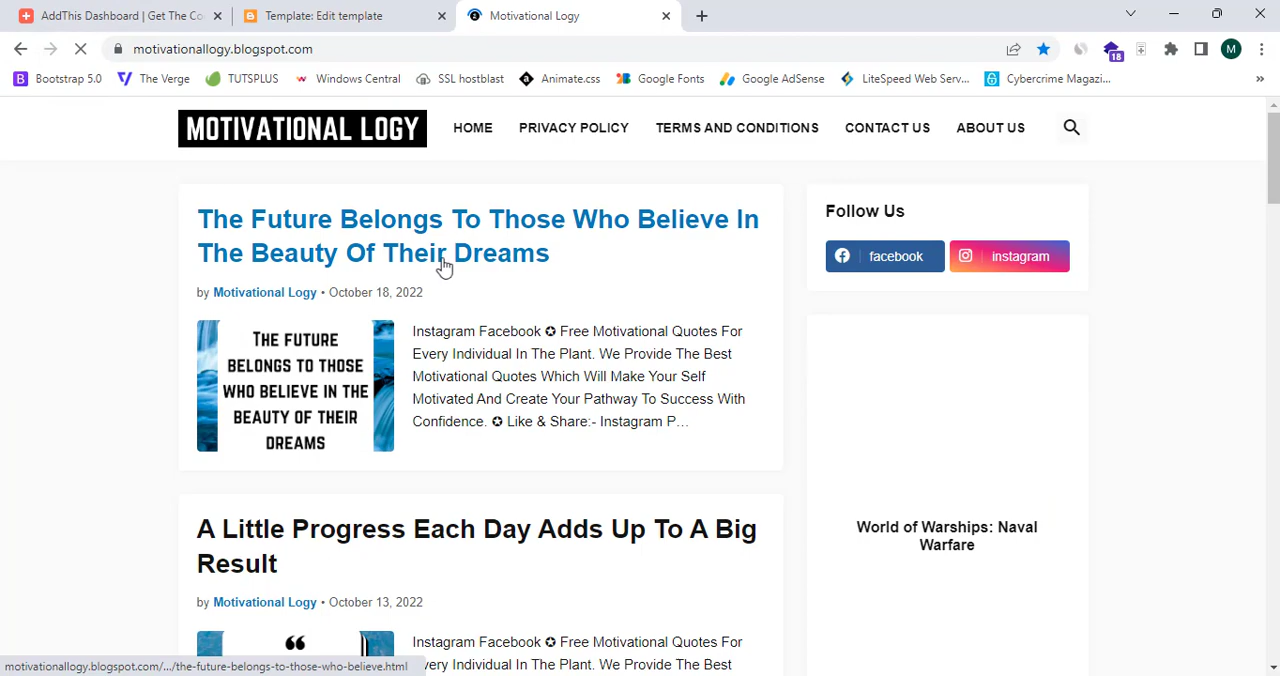 AddThis Dashboard | Get The Co
Template: Edit template
Motivational Logy
motivationallogy.blogspot.com
M
18
Bootstrap 5.0
The Verge
TUTSPLUS
Windows Central
SSL hostblast
Animate.css
Google Fonts
Google AdSense
LiteSpeed Web Serv...
Cybercrime Magazi...
»
MOTIVATIONAL LOGY
HOME
PRIVACY POLICY
TERMS AND CONDITIONS
CONTACT US
ABOUT US
The Future Belongs To Those Who Believe In
The Beauty Of Their Dreams
by Motivational Logy • October 18, 2022
THE FUTURE
BELONGS TO THOSE
WHO BELIEVE IN THE
BEAUTY OF THEIR
DREAMS
Instagram Facebook ✪ Free Motivational Quotes For
Every Individual In The Plant. We Provide The Best
Motivational Quotes Which Will Make Your Self
Motivated And Create Your Pathway To Success With
Confidence. ✪ Like & Share:- Instagram P…
Follow Us
facebook
instagram
World of Warships: Naval
Warfare
A Little Progress Each Day Adds Up To A Big
Result
by Motivational Logy • October 13, 2022
Instagram Facebook ✪ Free Motivational Quotes For
Every Individual In The Plant. We Provide The Best
motivationallogy.blogspot.com/.../the-future-belongs-to-those-who-believe.html